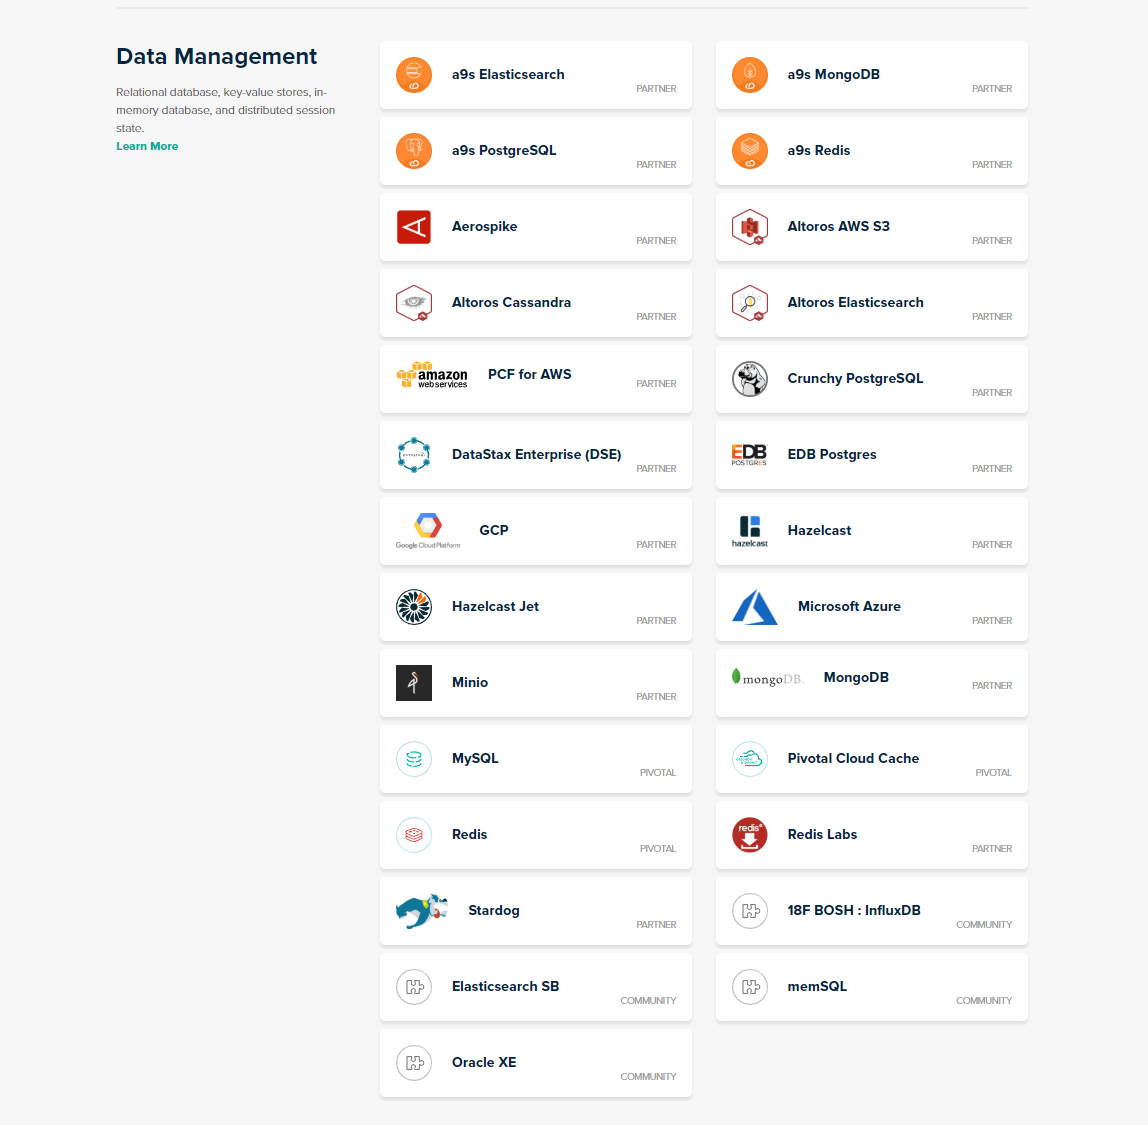 Data Management
Relational database, key-value stores, in-
memory database, and distributed session
state.
Learn More
a9s Elasticsearch
PARTNER
a9s MongoDB
PARTNER
a9s PostgreSQL
PARTNER
a9s Redis
PARTNER
Aerospike
PARTNER
Altoros AWS S3
PARTNER
Altoros Cassandra
PARTNER
Altoros Elasticsearch
PARTNER
amazon
web services
PCF for AWS
PARTNER
Crunchy PostgreSQL
PARTNER
DataStax Enterprise (DSE)
PARTNER
EDB
POSTGRES
EDB Postgres
PARTNER
Google Cloud Platform
GCP
PARTNER
hazelcast
Hazelcast
PARTNER
Hazelcast Jet
PARTNER
Microsoft Azure
PARTNER
Minio
PARTNER
mongoDB.
MongoDB
PARTNER
MySQL
PIVOTAL
Pivotal Cloud Cache
PIVOTAL
Redis
PIVOTAL
redis
Redis Labs
PARTNER
Stardog
PARTNER
18F BOSH : InfluxDB
COMMUNITY
Elasticsearch SB
COMMUNITY
memSQL
COMMUNITY
Oracle XE
COMMUNITY